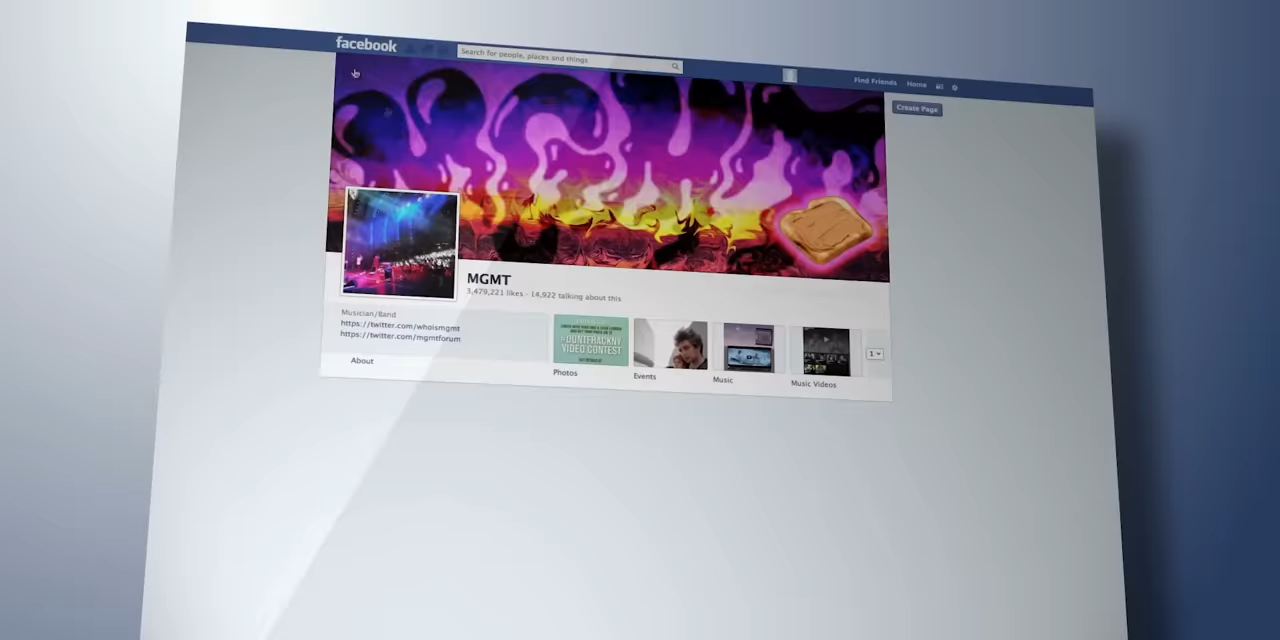 facebook
Search for people, places and things
Find Friends
Home
Create Page
MGMT
3,479,221 likes · 14,922 talking about this
Musician/Band
https://twitter.com/whoismgmt
https://twitter.com/mgmtforum
About
#DONTFRACKNY
VIDEO CONTEST
Photos
Events
Music
Music Videos
1